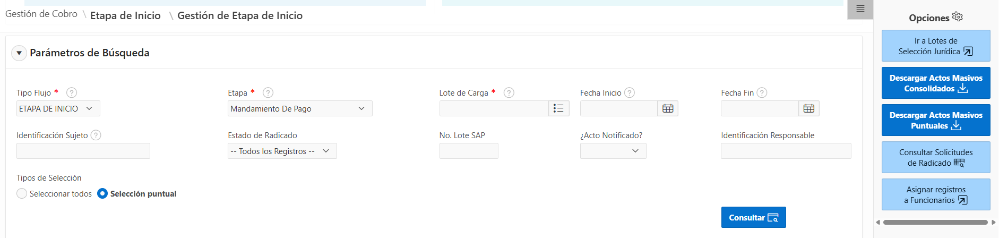 Gestión de Cobro \ Etapa de Inicio \ Gestión de Etapa de Inicio
Parámetros de Búsqueda
Tipo Flujo * ?
Etapa * ?
Lote de Carga * ?
Fecha Inicio ?
Fecha Fin ?
ETAPA DE INICIO
Mandamiento De Pago
Identificación Sujeto ?
Estado de Radicado
No. Lote SAP
¿Acto Notificado?
Identificación Responsable
-- Todos los Registros --
Tipos de Selección
Seleccionar todos
Selección puntual
Consultar
Opciones
Ir a Lotes de
Selección Jurídica
Descargar Actos Masivos
Consolidados
Descargar Actos Masivos
Puntuales
Consultar Solicitudes
de Radicado
Asignar registros
a Funcionarios